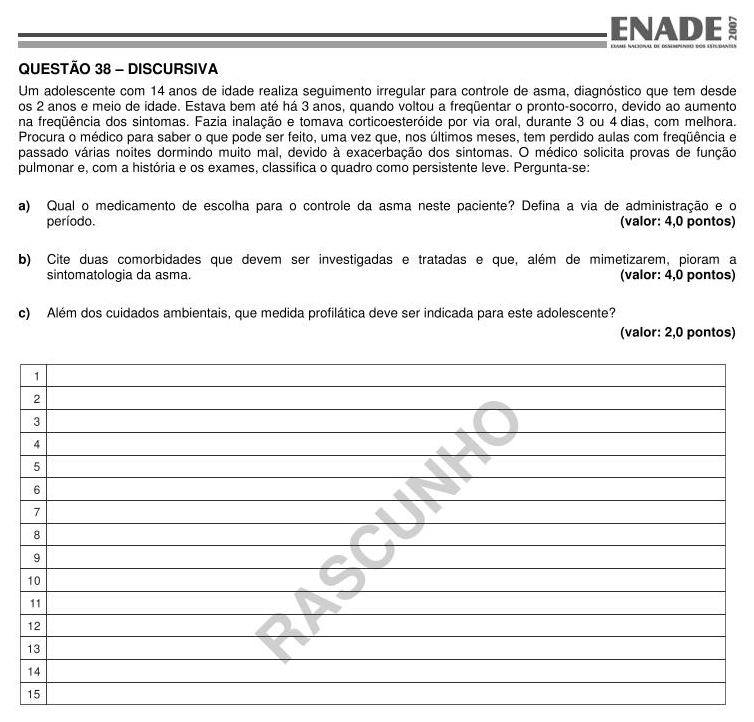 ENADE 2007
EXAME NACIONAL DE DESEMPENHO DOS ESTUDANTES
QUESTÃO 38 – DISCURSIVA
Um adolescente com 14 anos de idade realiza seguimento irregular para controle de asma, diagnóstico que tem desde
os 2 anos e meio de idade. Estava bem até há 3 anos, quando voltou a freqüentar o pronto-socorro, devido ao aumento
na freqüência dos sintomas. Fazia inalação e tomava corticoesteróide por via oral, durante 3 ou 4 dias, com melhora.
Procura o médico para saber o que pode ser feito, uma vez que, nos últimos meses, tem perdido aulas com freqüência e
passado várias noites dormindo muito mal, devido à exacerbação dos sintomas. O médico solicita provas de função
pulmonar e, com a história e os exames, classifica o quadro como persistente leve. Pergunta-se:
a) Qual o medicamento de escolha para o controle da asma neste paciente? Defina a via de administração e o
período. (valor: 4,0 pontos)
b) Cite duas comorbidades que devem ser investigadas e tratadas e que, além de mimetizarem, pioram a
sintomatologia da asma. (valor: 4,0 pontos)
c) Além dos cuidados ambientais, que medida profilática deve ser indicada para este adolescente?
(valor: 2,0 pontos)
1
2
3
4
5
6
7
8
9
10
11
12
13
14
15
RASCUNHO